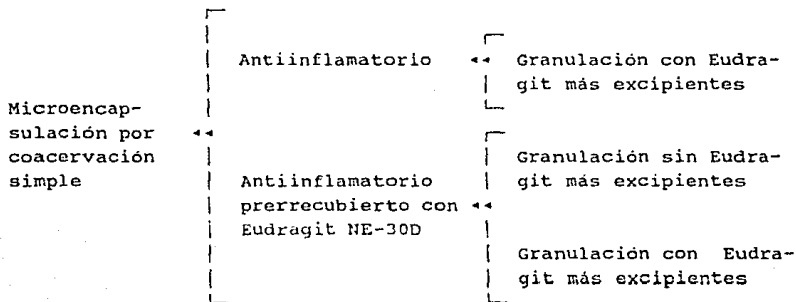 Antiinflamatorio
Granulación con Eudra-
git más excipientes
Microencap-
sulación por
coacervación
simple
Antiinflamatorio
prerrecubierto con
Eudragit NE-30D
Granulación sin Eudra-
git más excipientes
Granulación con Eudra-
git más excipientes